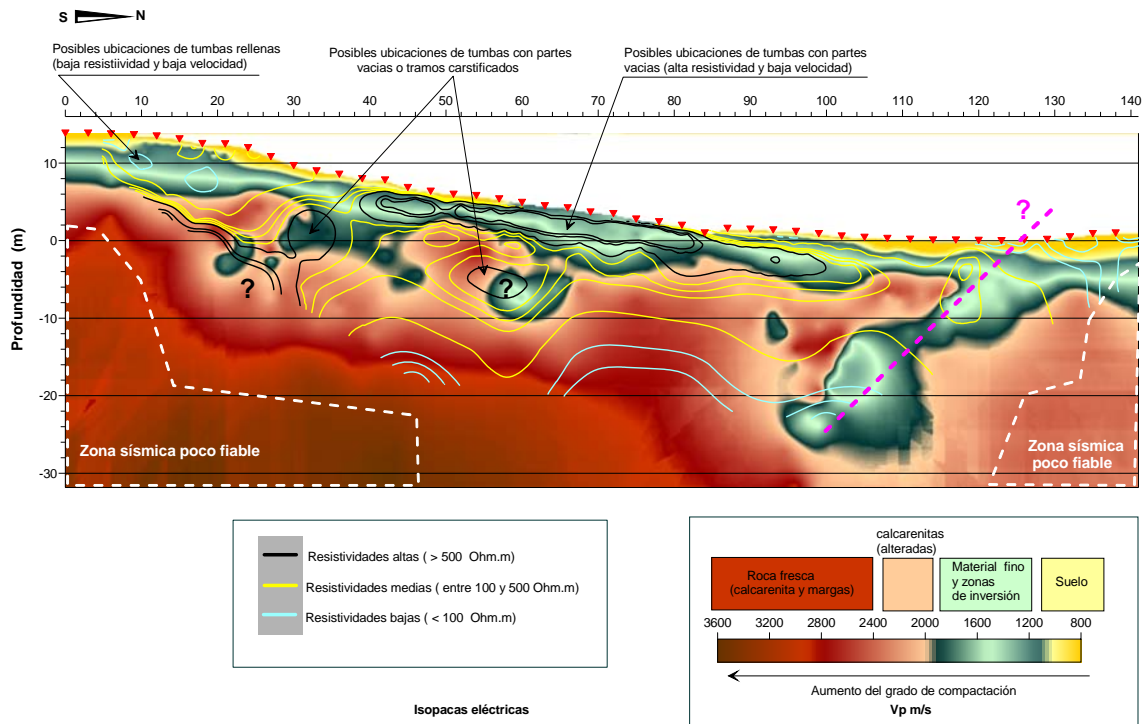 S N
Posibles ubicaciones de tumbas rellenas
(baja resistiividad y baja velocidad)
Posibles ubicaciones de tumbas con partes
vacias o tramos carstificados
Posibles ubicaciones de tumbas con partes
vacias (alta resistividad y baja velocidad)
0 10 20 30 40 50 60 70 80 90 100 110 120 130 140
Profundidad (m)
10
0
-10
-20
-30
?
?
?
Zona sísmica poco fiable
Zona sísmica
poco fiable
Resistividades altas ( > 500 Ohm.m)
Resistividades medias ( entre 100 y 500 Ohm.m)
Resistividades bajas ( < 100 Ohm.m)
Isopacas eléctricas
calcarenitas
(alteradas)
Roca fresca
(calcarenita y margas)
Material fino
y zonas
de inversión
Suelo
3600 3200 2800 2400 2000 1600 1200 800
Aumento del grado de compactación
Vp m/s